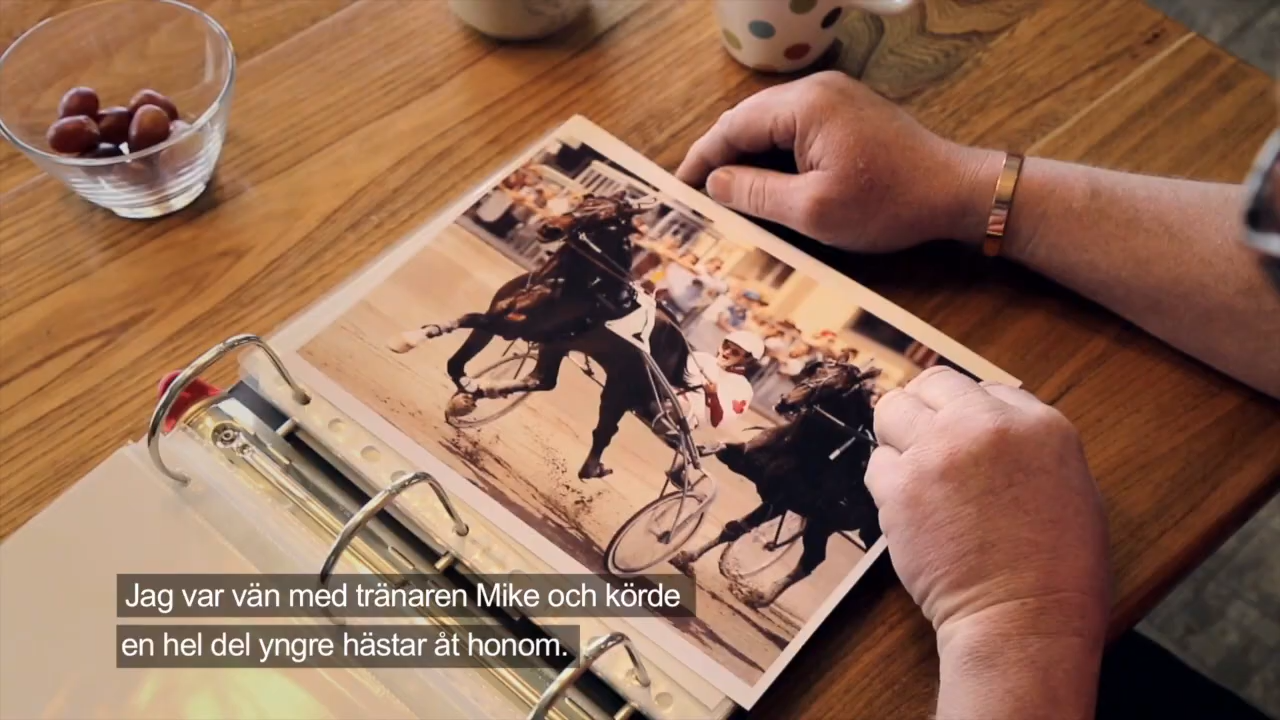 Jag var vän med tränaren Mike och körde
en hel del yngre hästar åt honom.